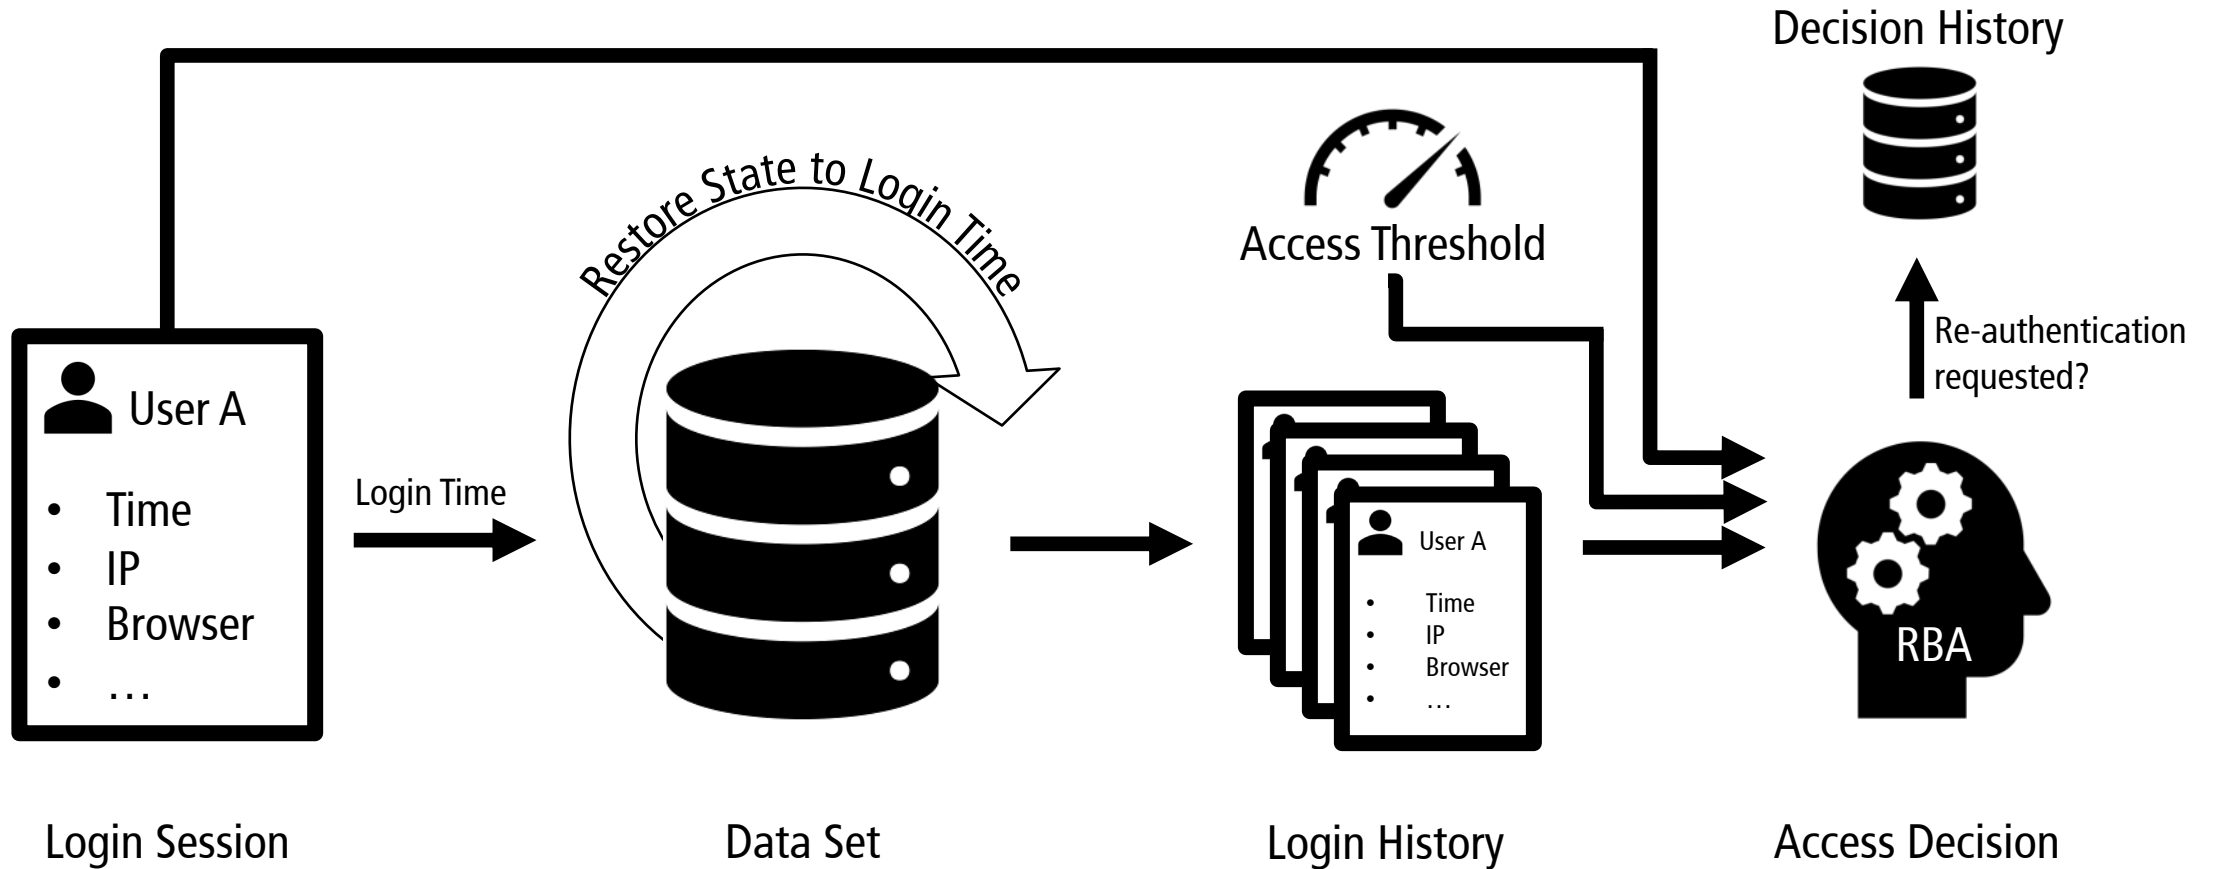 Decision History
Restore State to Login Time
Access Threshold
Re-authentication
requested?
User A
• Time
• IP
• Browser
• …
Login Time
User A
• Time
• IP
• Browser
• …
RBA
Login Session
Data Set
Login History
Access Decision